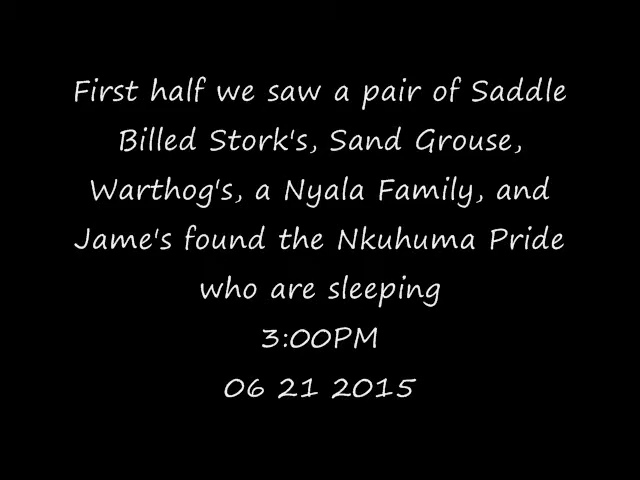 First half we saw a pair of Saddle
Billed Stork's, Sand Grouse,
Warthog's, a Nyala Family, and
Jame's found the Nkuhuma Pride
who are sleeping
3:00PM
06 21 2015